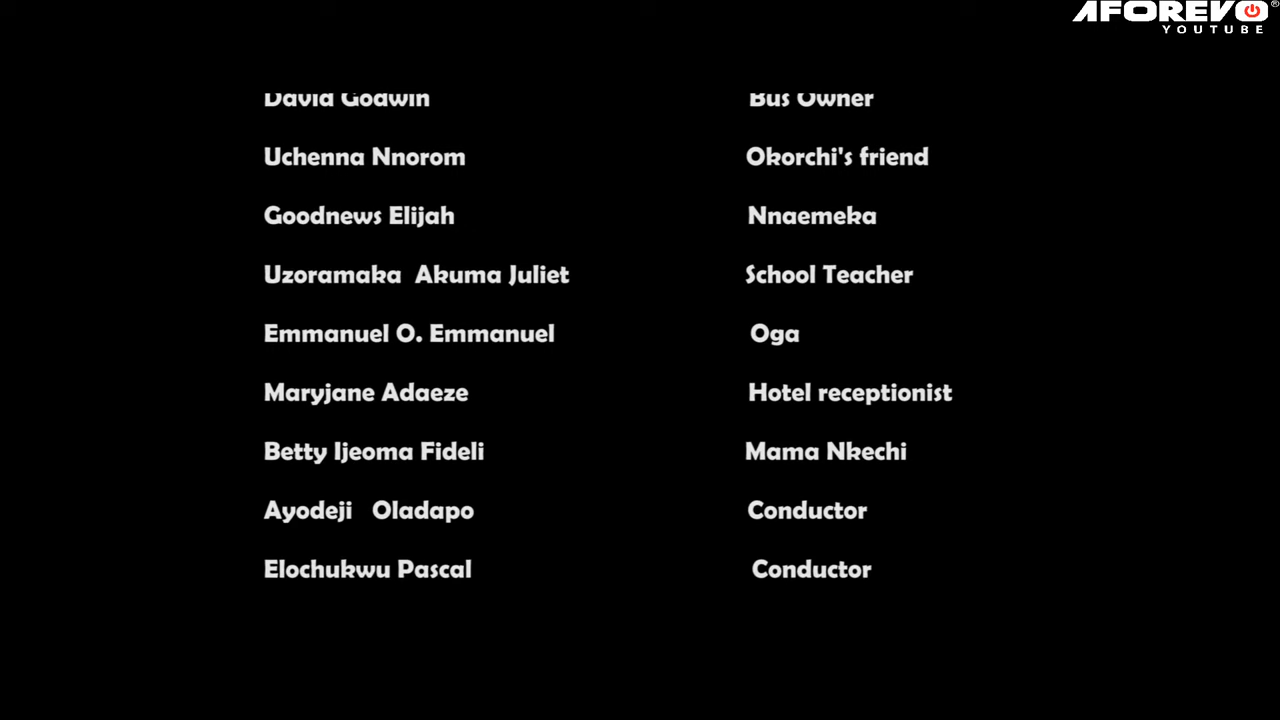 AFOREVO ®
YOUTUBE
David Godwin Bus Owner
Uchenna Nnorom Okorchi's friend
Goodnews Elijah Nnaemeka
Uzoramaka Akuma Juliet School Teacher
Emmanuel O. Emmanuel Oga
Maryjane Adaeze Hotel receptionist
Betty Ijeoma Fideli Mama Nkechi
Ayodeji Oladapo Conductor
Elochukwu Pascal Conductor